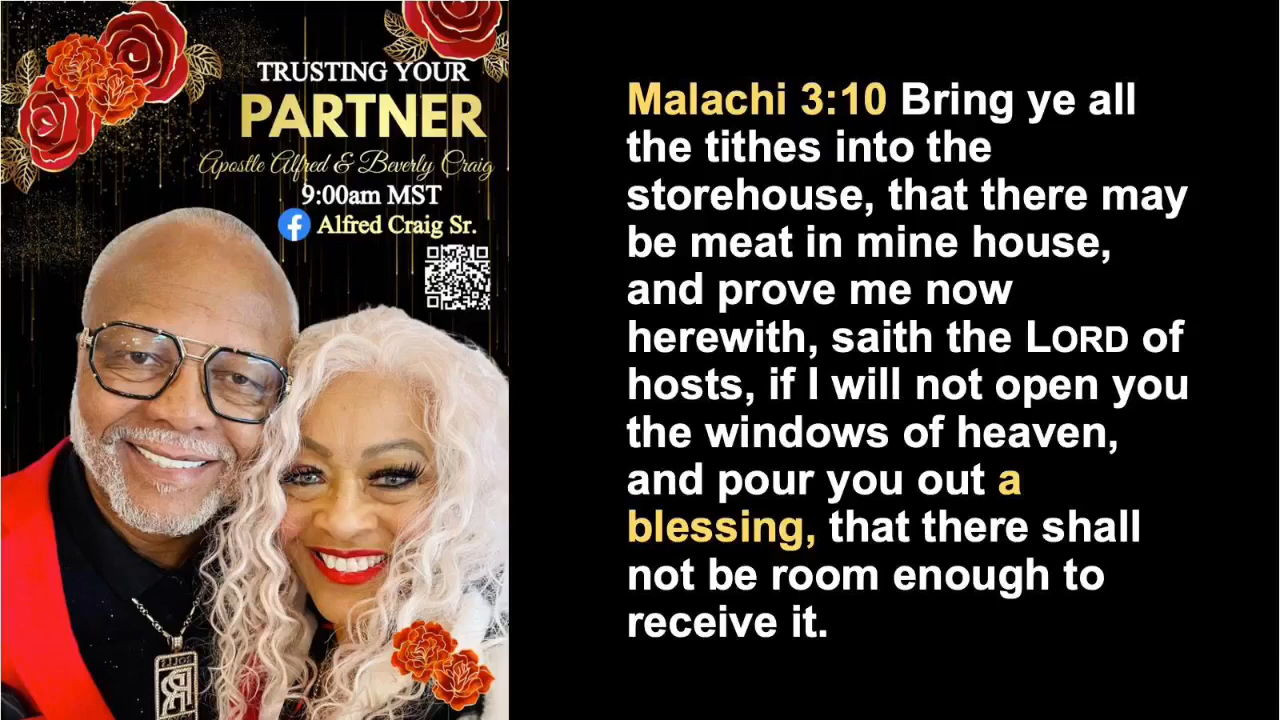 TRUSTING YOUR
PARTNER
Apostle Alfred & Beverly Craig
9:00am MST
Alfred Craig Sr.
Malachi 3:10 Bring ye all
the tithes into the
storehouse, that there may
be meat in mine house,
and prove me now
herewith, saith the LORD of
hosts, if I will not open you
the windows of heaven,
and pour you out a
blessing, that there shall
not be room enough to
receive it.